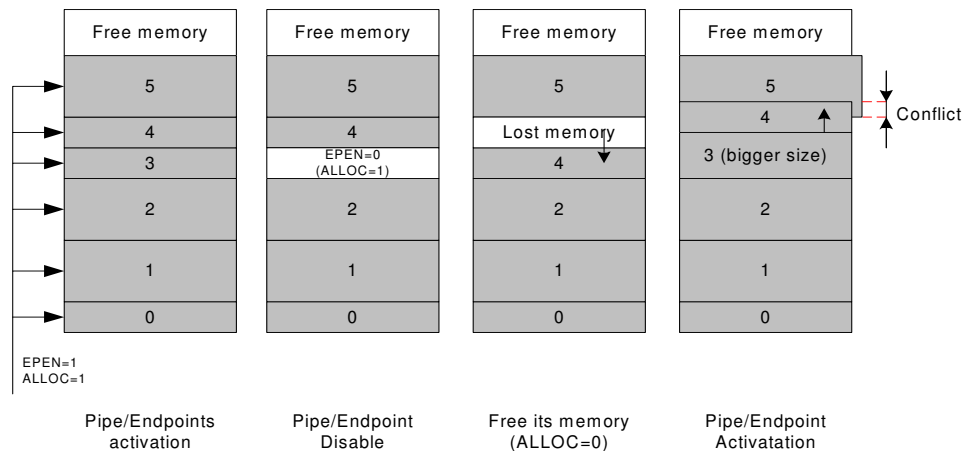 Free memory
5
4
3
2
1
0
EPEN=1
ALLOC=1
Pipe/Endpoints
activation
Free memory
5
4
EPEN=0
(ALLOC=1)
2
1
0
Pipe/Endpoint
Disable
Free memory
5
Lost memory
4
2
1
0
Free its memory
(ALLOC=0)
Free memory
5
4
Conflict
3 (bigger size)
2
1
0
Pipe/Endpoint
Activatation